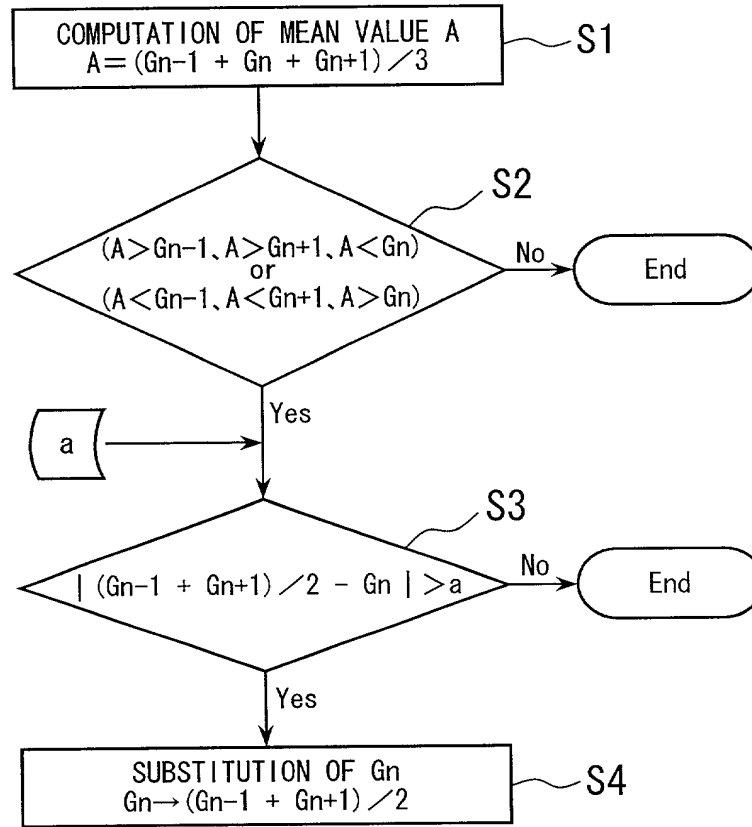 COMPUTATION OF MEAN VALUE A
A=(Gn-1 + Gn + Gn+1)/3
S1
S2
(A>Gn-1、A>Gn+1、A<Gn)
or
(A<Gn-1、A<Gn+1、A>Gn)
No
End
Yes
a
S3
| (Gn-1 + Gn+1)/2 - Gn | >a
No
End
Yes
SUBSTITUTION OF Gn
Gn→(Gn-1 + Gn+1)/2
S4